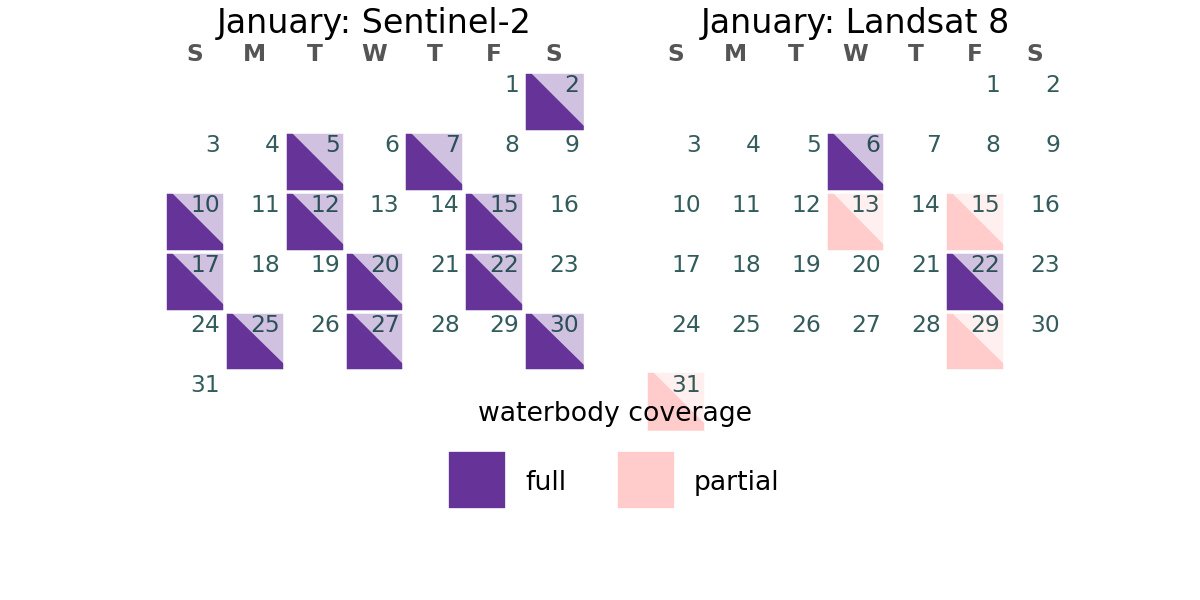 January: Sentinel-2
S M T W T F S
1 2
3 4 5 6 7 8 9
10 11 12 13 14 15 16
17 18 19 20 21 22 23
24 25 26 27 28 29 30
31
January: Landsat 8
S M T W T F S
1 2
3 4 5 6 7 8 9
10 11 12 13 14 15 16
17 18 19 20 21 22 23
24 25 26 27 28 29 30
31
waterbody coverage
full
partial